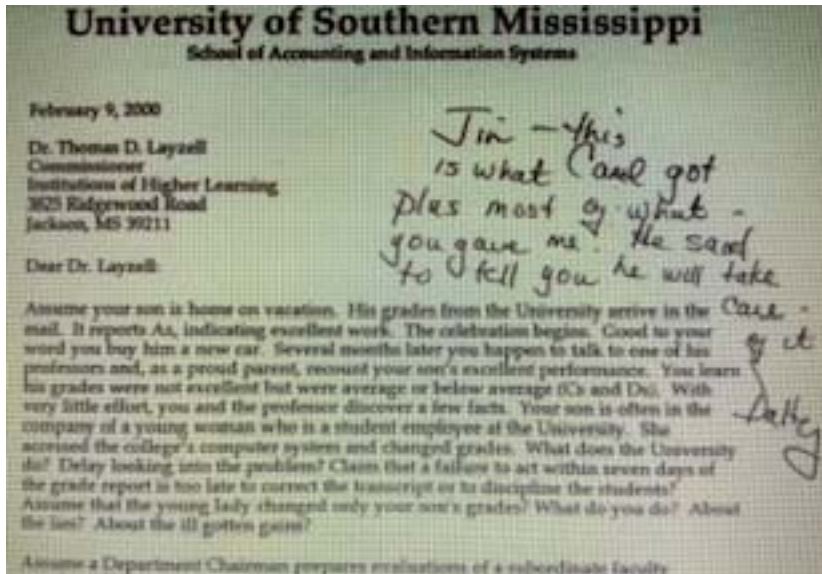 University of Southern Mississippi
School of Accounting and Information Systems
February 9, 2000
Dr. Thomas D. Layzell
Commissioner
Institutions of Higher Learning
3825 Ridgewood Road
Jackson, MS 39211
Dear Dr. Layzell:
Jim - this
is what Carl got
plus most of what -
you gave me. He said
to tell you he will take
care -
of it
Assume your son is home on vacation. His grades from the University arrive in the
mail. It reports As, indicating excellent work. The celebration begins. Good to your
word you buy him a new car. Several months later you happen to talk to one of his
professors and, as a proud parent, recount your son's excellent performance. You learn
his grades were not excellent but were average or below average (Cs and Ds). With
very little effort, you and the professor discover a few facts. Your son is often in the
company of a young woman who is a student employee at the University. She
accessed the college's computer system and changed grades. What does the University
do? Delay looking into the problem? Claim that a failure to act within seven days of
the grade report is too late to correct the transcript or to discipline the students?
Assume that the young lady changed only your son's grades? What do you do? About
the lies? About the ill gotten gains?
Assume a Department Chairman prepares evaluations of a subordinate faculty